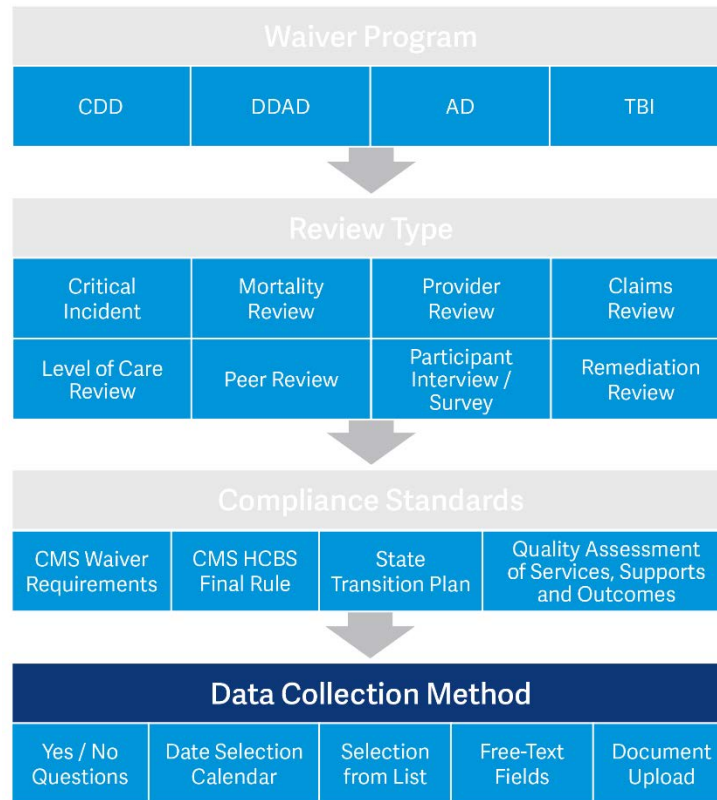 Waiver Program
CDD
DDAD
AD
TBI
Review Type
Critical
Incident
Mortality
Review
Provider
Review
Claims
Review
Level of Care
Review
Peer Review
Participant
Interview /
Survey
Remediation
Review
Compliance Standards
CMS Waiver
Requirements
CMS HCBS
Final Rule
State
Transition Plan
Quality Assessment
of Services, Supports
and Outcomes
Data Collection Method
Yes / No
Questions
Date Selection
Calendar
Selection
from List
Free-Text
Fields
Document
Upload